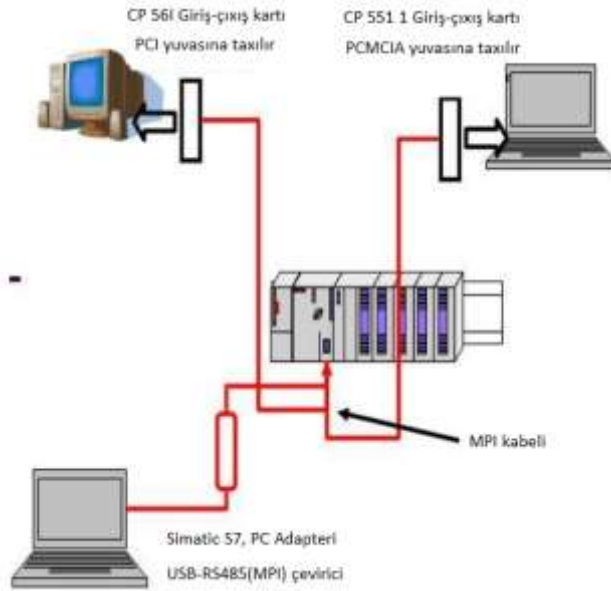 CP 56I Giriş-çıxış kartı
PCI yuvasına taxılır
CP 551 1 Giriş-çıxış kartı
PCMCIA yuvasına taxılır
MPI kabeli
Simatic S7, PC Adapteri
USB-RS485(MPI) çevirici